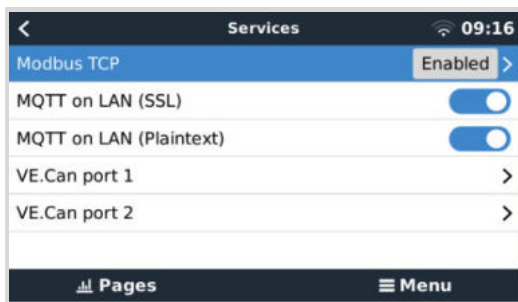 Services 09:16
Modbus TCP Enabled
MQTT on LAN (SSL)
MQTT on LAN (Plaintext)
VE.Can port 1
VE.Can port 2
Pages Menu